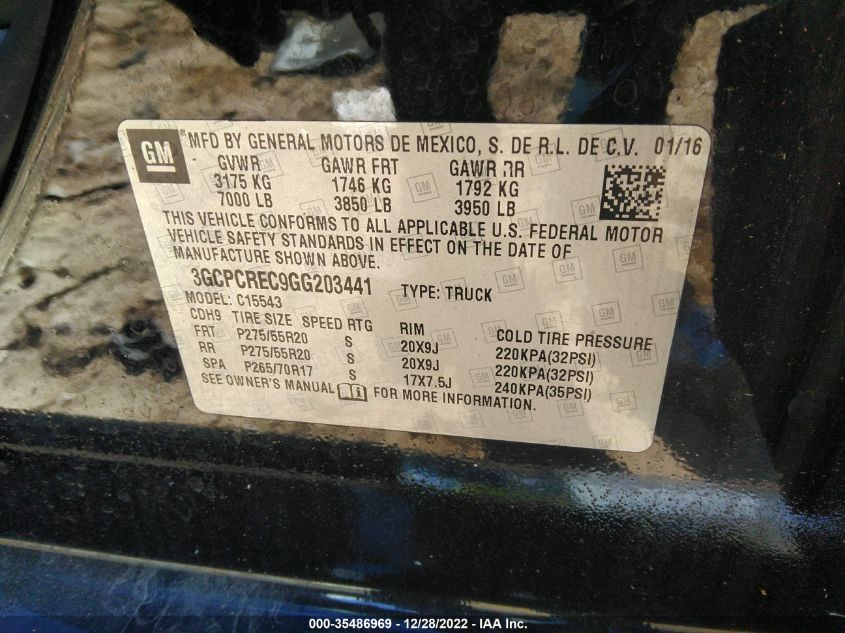 GM MFD BY GENERAL MOTORS DE MEXICO, S. DE R.L. DE C.V. 01/16
GVWR GAWR FRT GAWR RR
3175 KG 1746 KG 1792 KG
7000 LB 3850 LB 3950 LB
THIS VEHICLE CONFORMS TO ALL APPLICABLE U.S. FEDERAL MOTOR
VEHICLE SAFETY STANDARDS IN EFFECT ON THE DATE OF
MANUFACTURE SHOWN ABOVE.
3GCPCREC9GG203441 TYPE: TRUCK
MODEL: C15543
CDH9 TIRE SIZE SPEED RTG RIM COLD TIRE PRESSURE
FRT P275/55R20 S 20X9J 220KPA(32PSI)
RR P275/55R20 S 20X9J 220KPA(32PSI)
SPA P265/70R17 S 17X7.5J 240KPA(35PSI)
SEE OWNER'S MANUAL FOR MORE INFORMATION.
000-35486969 - 12/28/2022 - IAA Inc.